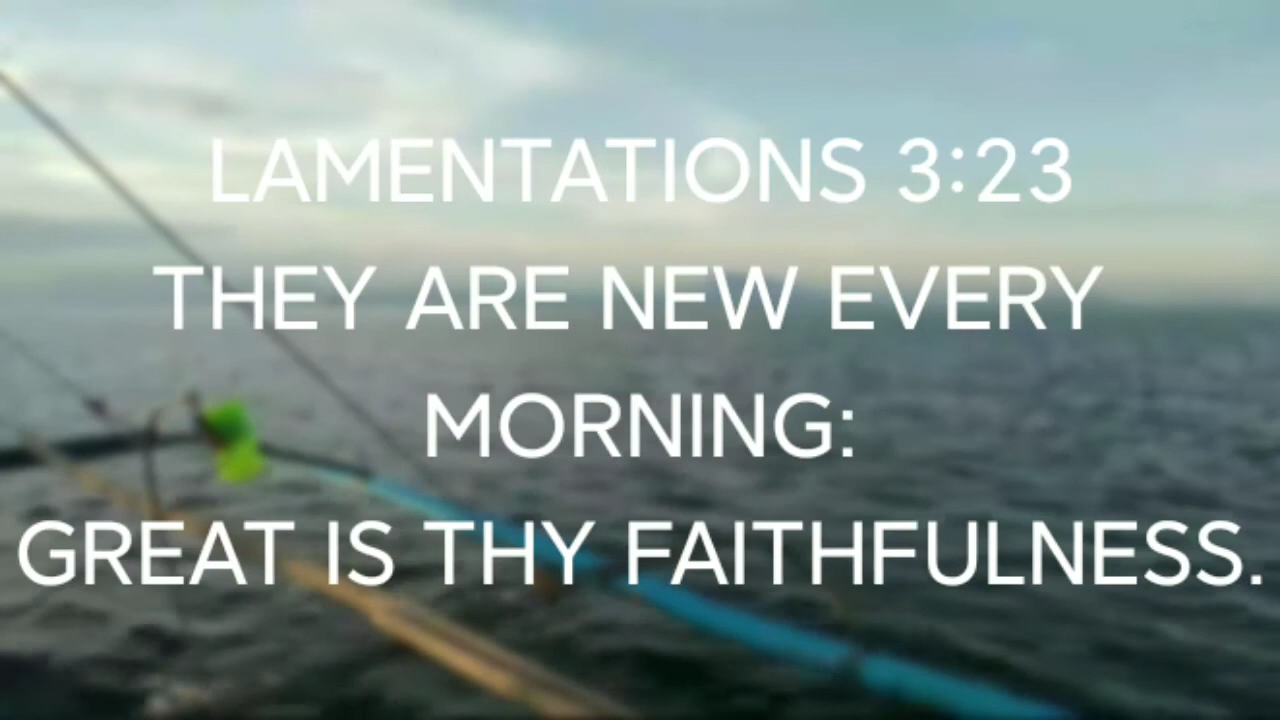 LAMENTATIONS 3:23
THEY ARE NEW EVERY
MORNING:
GREAT IS THY FAITHFULNESS.